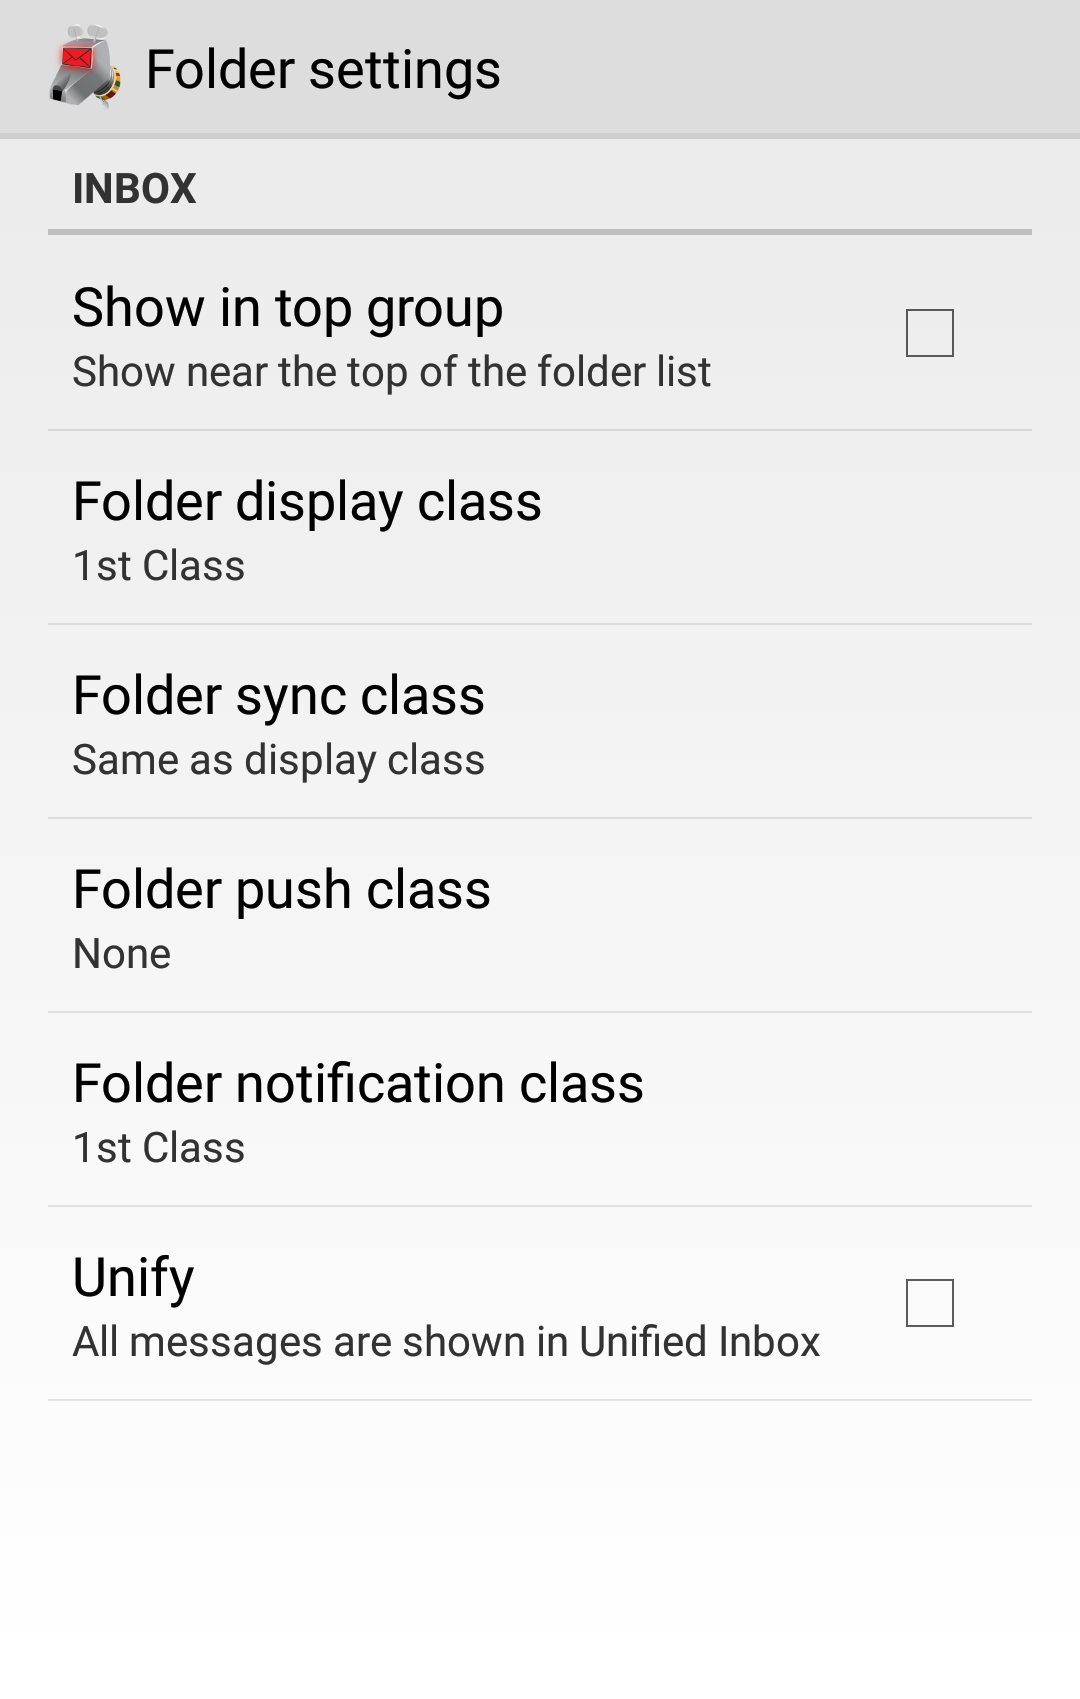 Folder settings
INBOX
Show in top group
Show near the top of the folder list
Folder display class
1st Class
Folder sync class
Same as display class
Folder push class
None
Folder notification class
1st Class
Unify
All messages are shown in Unified Inbox